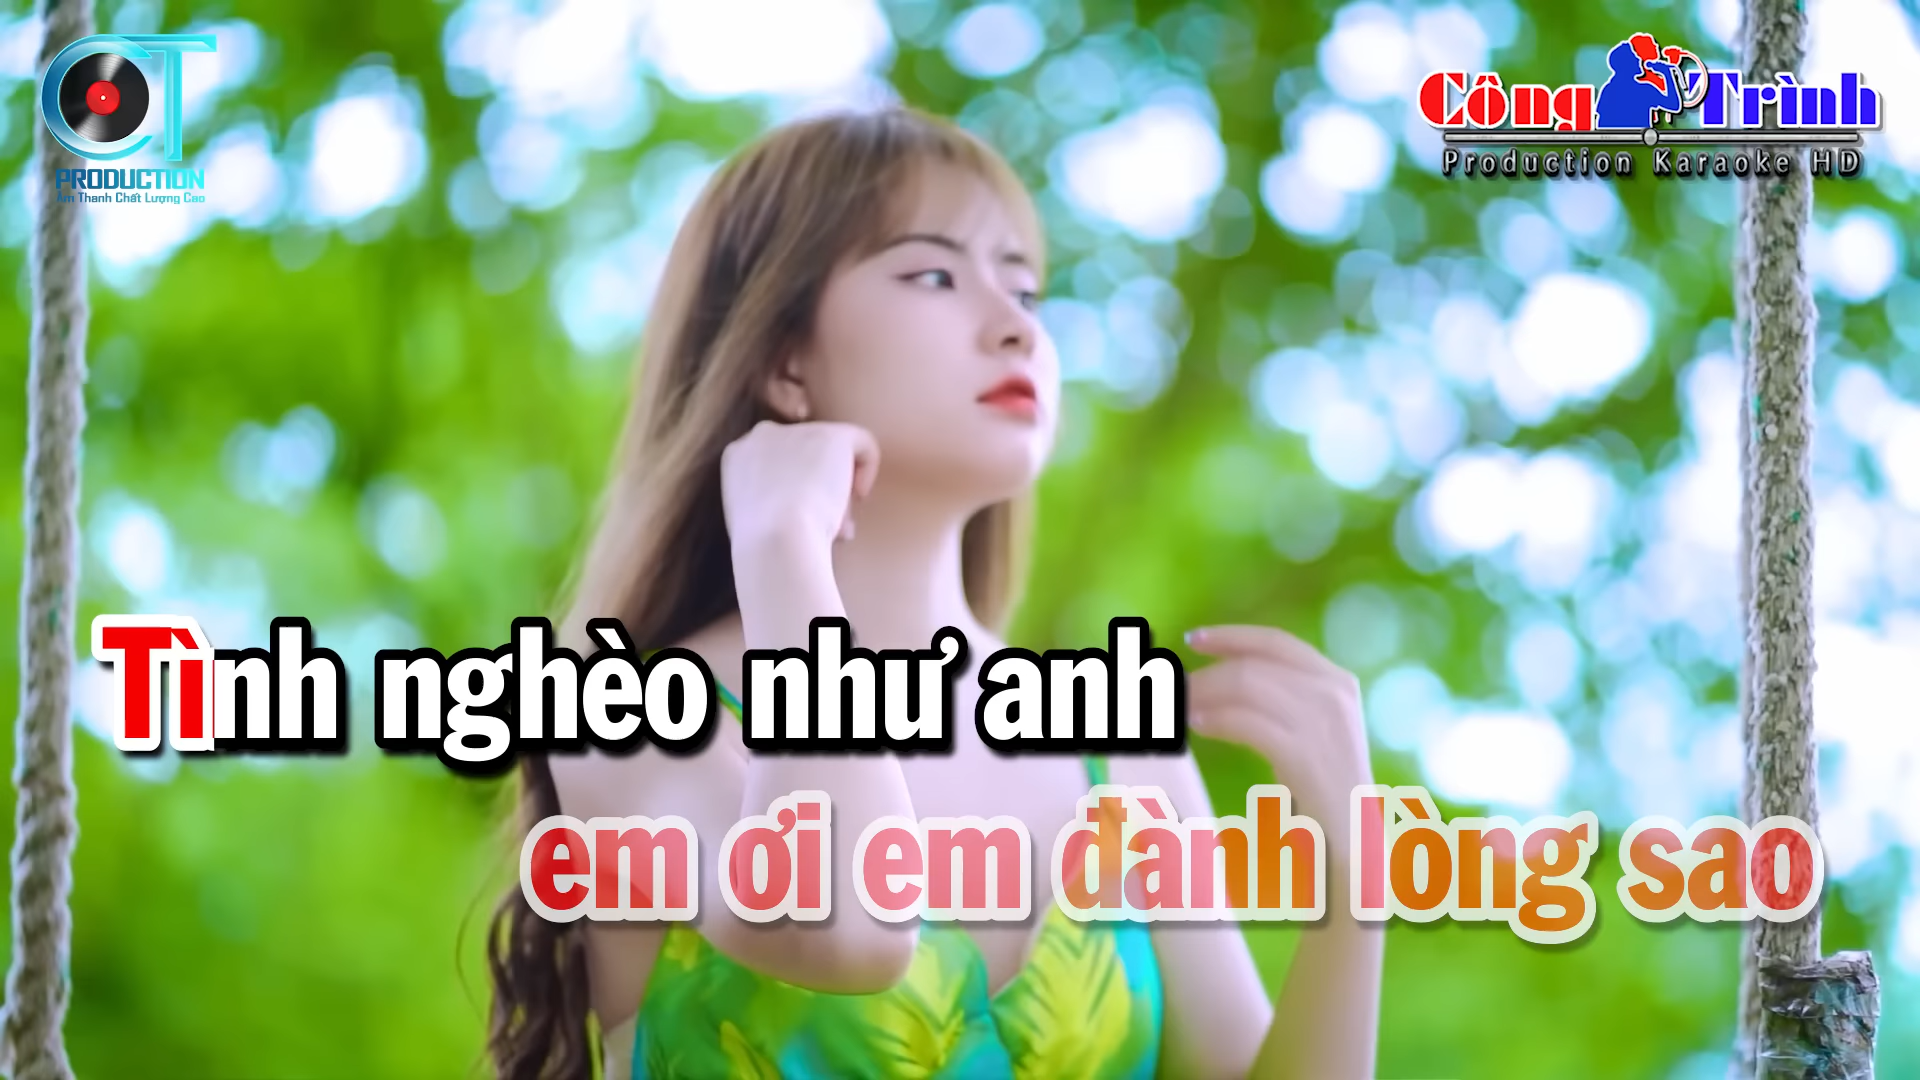 CT
PRODUCTION
Âm Thanh Chất Lượng Cao
Công Trình
Production Karaoke HD
Tình nghèo như anh
em ơi em đành lòng sao